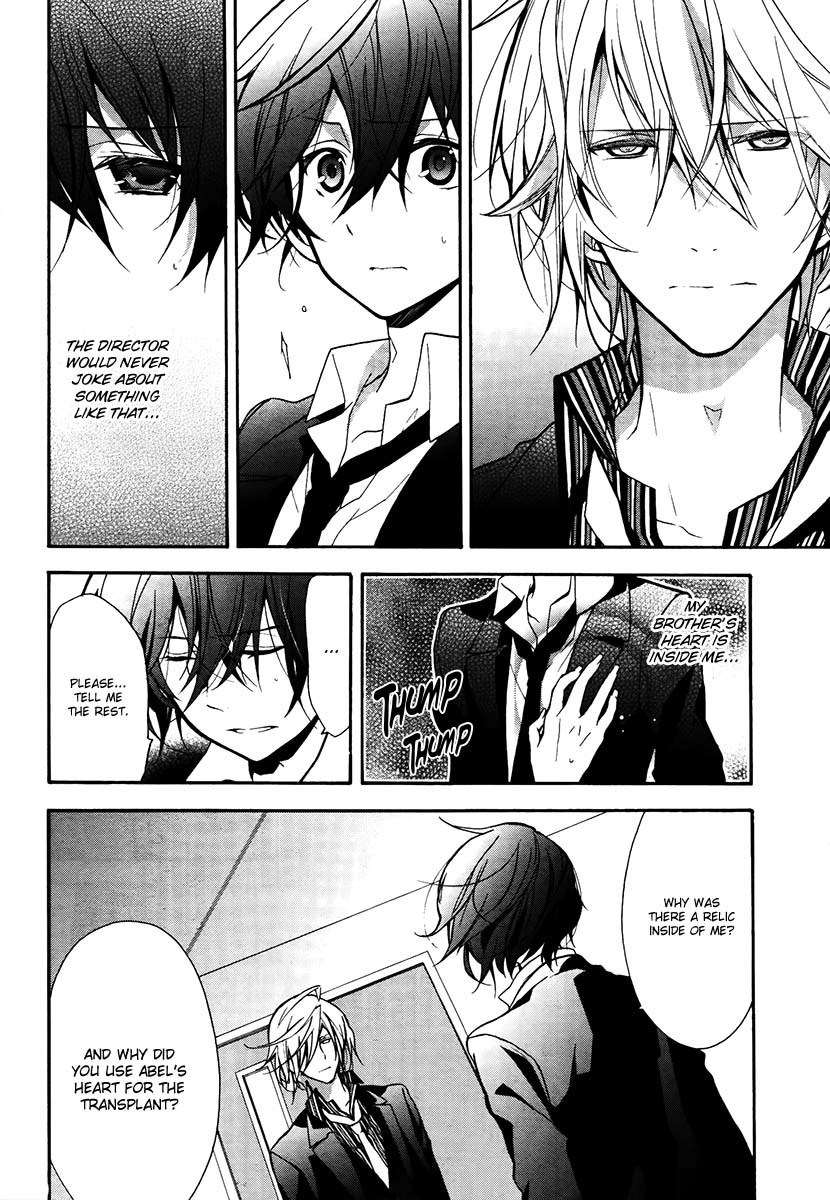 THE DIRECTOR
WOULD NEVER
JOKE ABOUT
SOMETHING
LIKE THAT...
MY
BROTHER'S
HEART IS
INSIDE ME...
THUMP
THUMP
...
PLEASE...
TELL ME
THE REST.
WHY WAS
THERE A RELIC
INSIDE OF ME?
AND WHY DID
YOU USE ABEL'S
HEART FOR THE
TRANSPLANT?